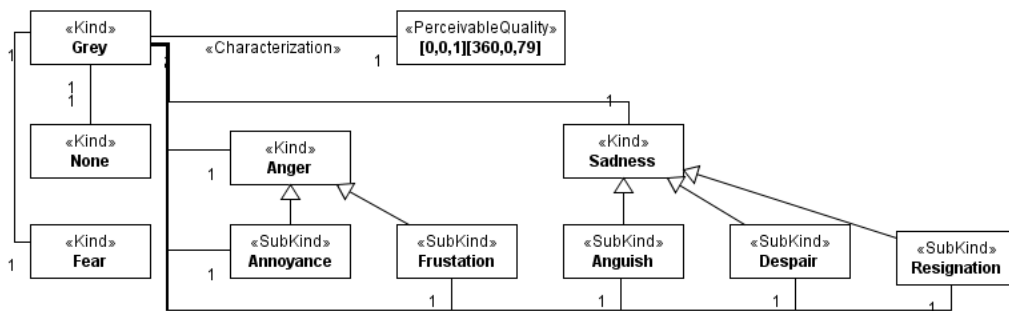 «Kind»
Grey
«Characterization»
«PerceivableQuality»
[0,0,1][360,0,79]
1
1
1
1
1
«Kind»
None
«Kind»
Anger
1
«Kind»
Sadness
1
«Kind»
Fear
1
«SubKind»
Annoyance
1
«SubKind»
Frustation
1
«SubKind»
Anguish
1
«SubKind»
Despair
1
«SubKind»
Resignation
1